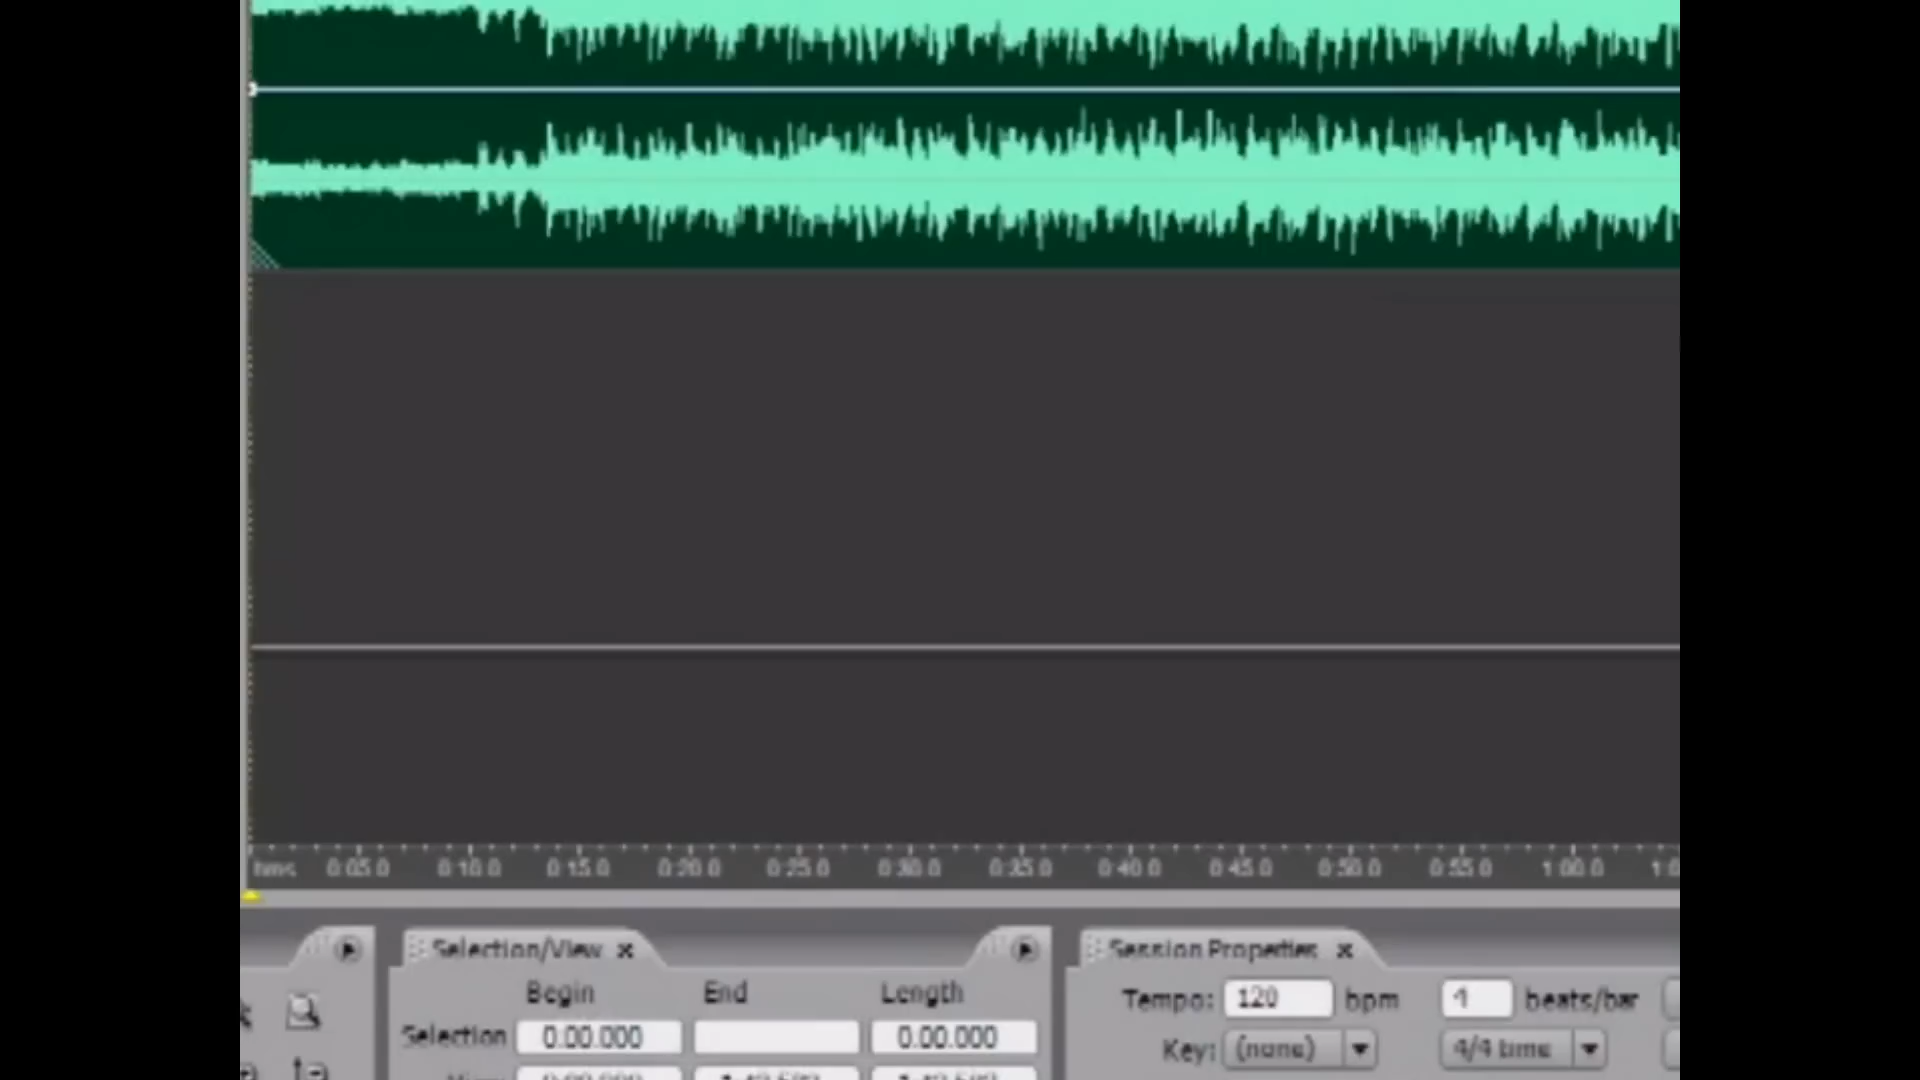 hms 0:05.0 0:10.0 0:15.0 0:20.0 0:25.0 0:30.0 0:35.0 0:40.0 0:45.0 0:50.0 0:55.0 1:00.0
Selection/View x Session Properties x
Begin End Length
Tempo: 120 bpm 4 beats/bar
Selection 0:00.000 0:00.000
Key: (none) 4/4 time